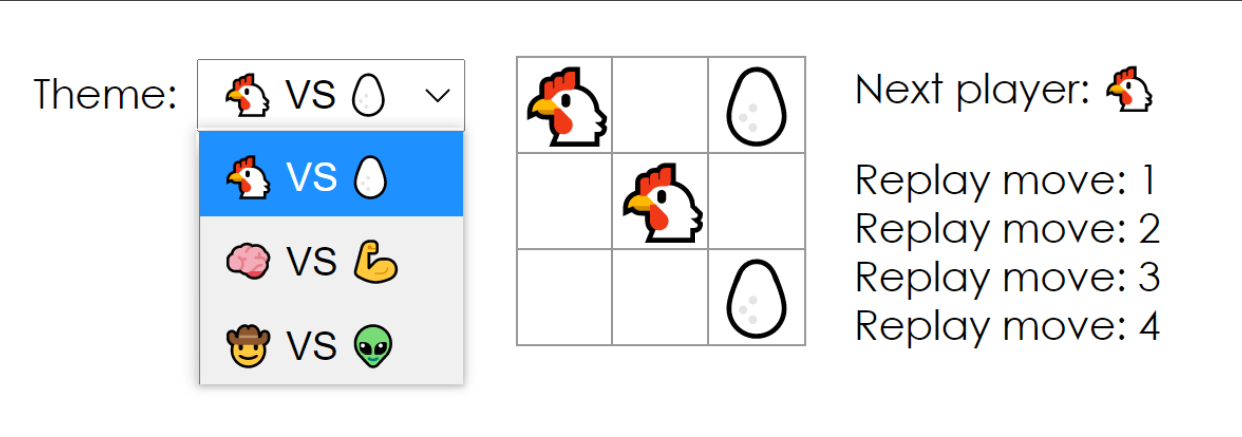 Theme:
🐔 VS 🥚
🐔 VS 🥚
🧠 VS 💪
🤠 VS 👽
Next player: 🐔
Replay move: 1
Replay move: 2
Replay move: 3
Replay move: 4